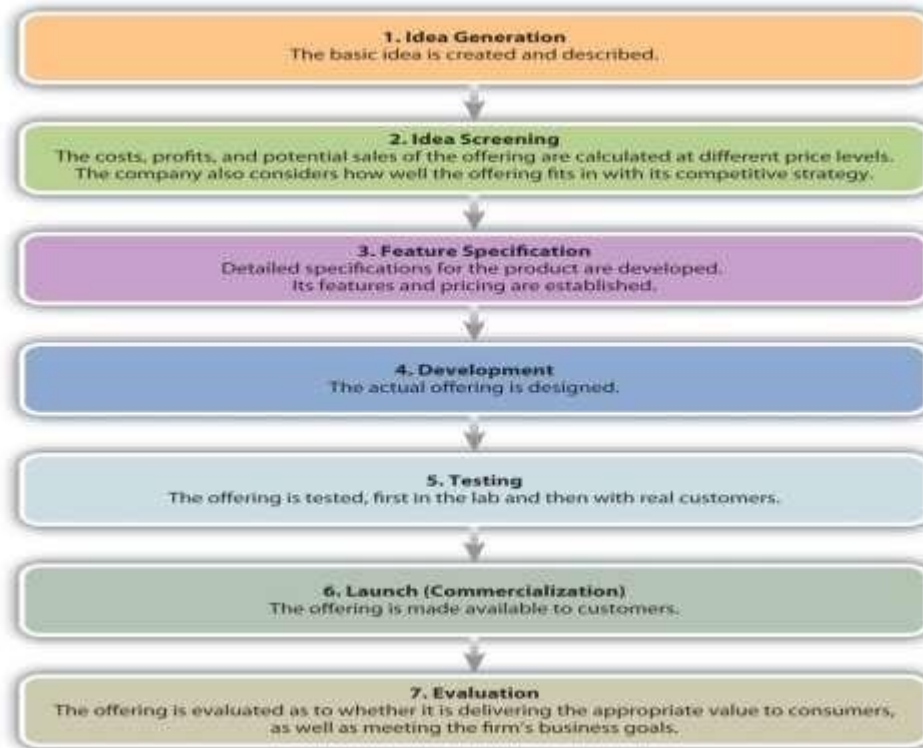 1. Idea Generation
The basic idea is created and described.
2. Idea Screening
The costs, profits, and potential sales of the offering are calculated at different price levels.
The company also considers how well the offering fits in with its competitive strategy.
3. Feature Specification
Detailed specifications for the product are developed.
Its features and pricing are established.
4. Development
The actual offering is designed.
5. Testing
The offering is tested, first in the lab and then with real customers.
6. Launch (Commercialization)
The offering is made available to customers.
7. Evaluation
The offering is evaluated as to whether it is delivering the appropriate value to consumers,
as well as meeting the firm's business goals.